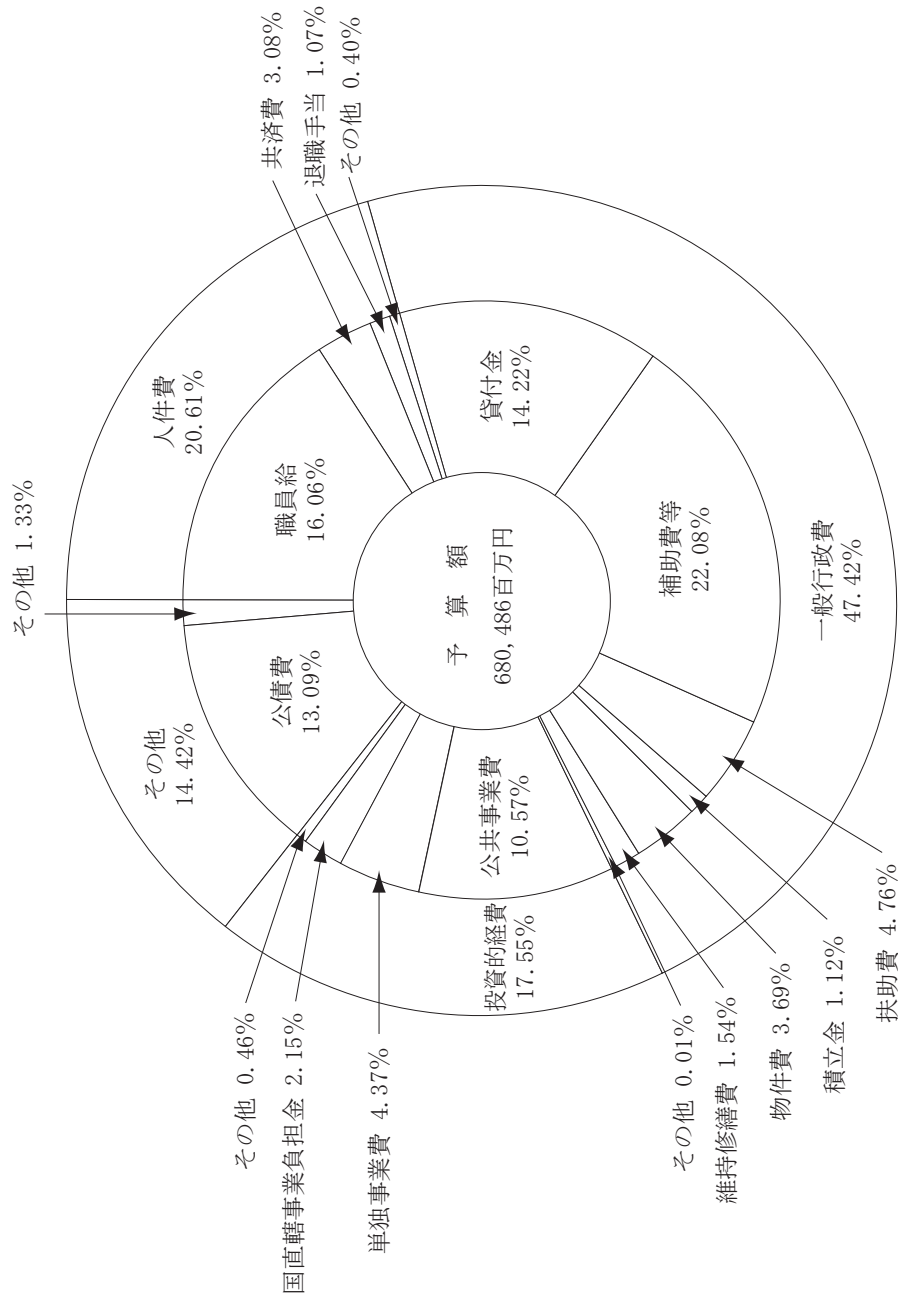 予 算 額
680,486百万円
人件費
20.61%
職員給
16.06%
共済費 3.08%
退職手当 1.07%
その他 0.40%
一般行政費
47.42%
貸付金
14.22%
補助費等
22.08%
扶助費 4.76%
積立金 1.12%
物件費 3.69%
維持修繕費 1.54%
その他 0.01%
投資的経費
17.55%
公共事業費
10.57%
単独事業費 4.37%
国直轄事業負担金 2.15%
その他 0.46%
その他
14.42%
公債費
13.09%
その他 1.33%